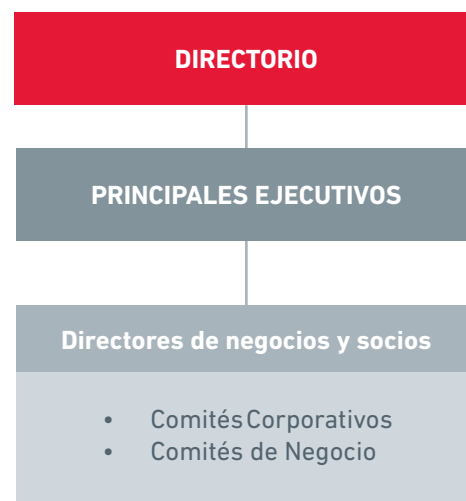 DIRECTORIO
PRINCIPALES EJECUTIVOS
Directores de negocios y socios
• Comités Corporativos
• Comités de Negocio